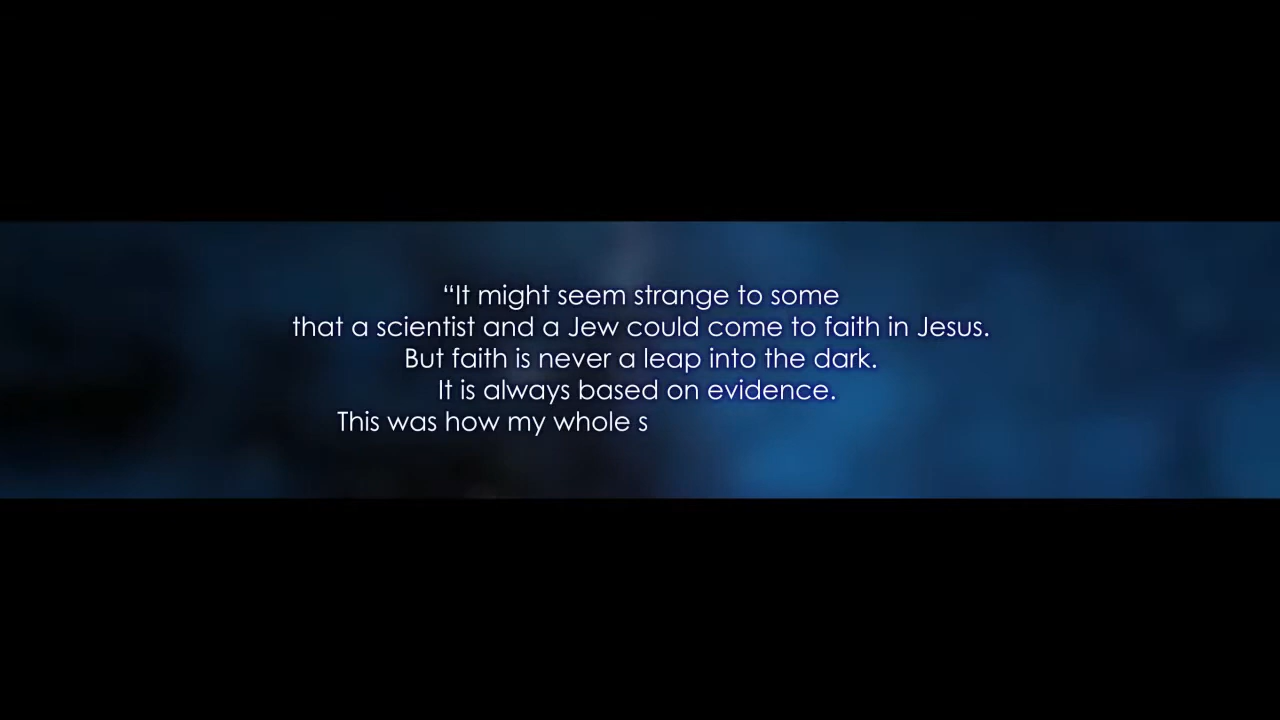 “It might seem strange to some
that a scientist and a Jew could come to faith in Jesus.
But faith is never a leap into the dark.
It is always based on evidence.
This was how my whole s